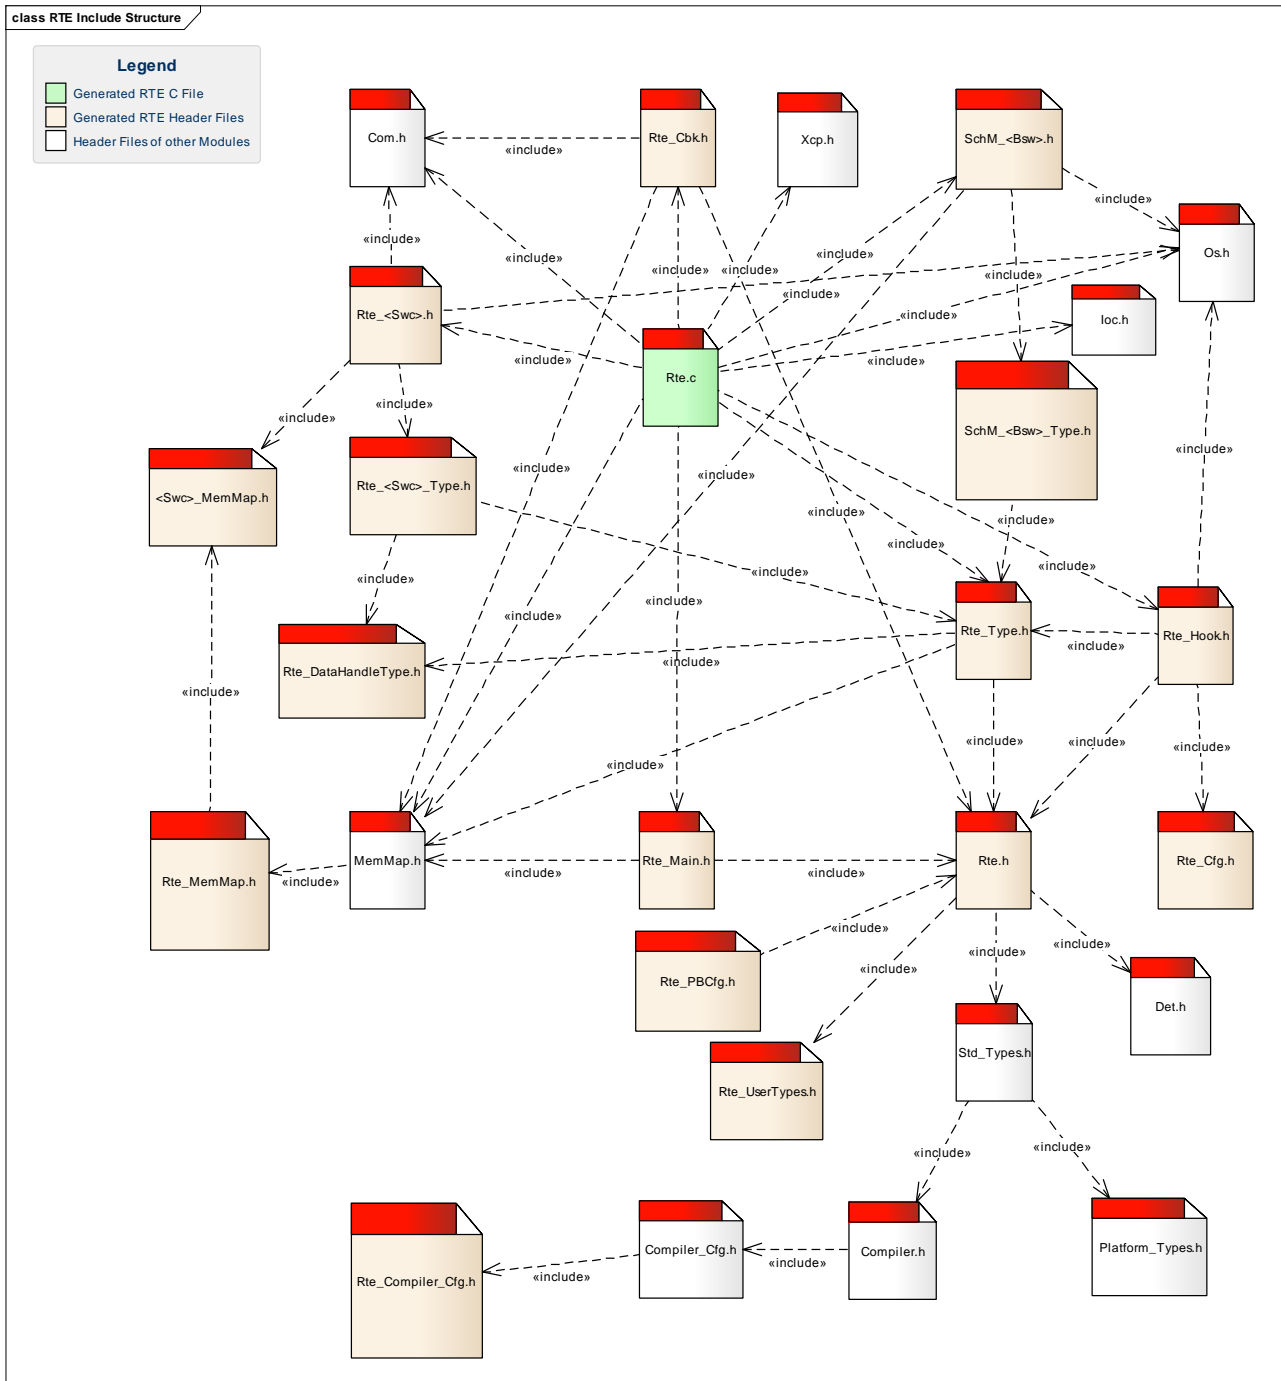 class RTE Include Structure
Legend
Generated RTE C File
Generated RTE Header Files
Header Files of other Modules
Com.h
Rte_Cbk.h
Xcp.h
SchM_<Bsw>.h
«include»
«include»
Os.h
«include»
«include»
«include»
«include»
«include»
«include»
«include»
Rte_<Swc>.h
Ioc.h
«include»
«include»
«include»
Rte.c
«include»
«include»
SchM_<Bsw>_Type.h
«include»
<Swc>_MemMap.h
Rte_<Swc>_Type.h
«include»
«include»
«include»
«include»
«include»
«include»
«include»
«include»
«include»
Rte_Type.h
Rte_Hook.h
«include»
Rte_DataHandleType.h
«include»
«include»
«include»
«include»
«include»
MemMap.h
Rte_Main.h
Rte.h
Rte_Cfg.h
Rte_MemMap.h
«include»
«include»
«include»
«include»
«include»
«include»
«include»
Rte_PBCfg.h
Det.h
Std_Types.h
Rte_UserTypes.h
«include»
«include»
Compiler_Cfg.h
Compiler.h
Platform_Types.h
Rte_Compiler_Cfg.h
«include»
«include»